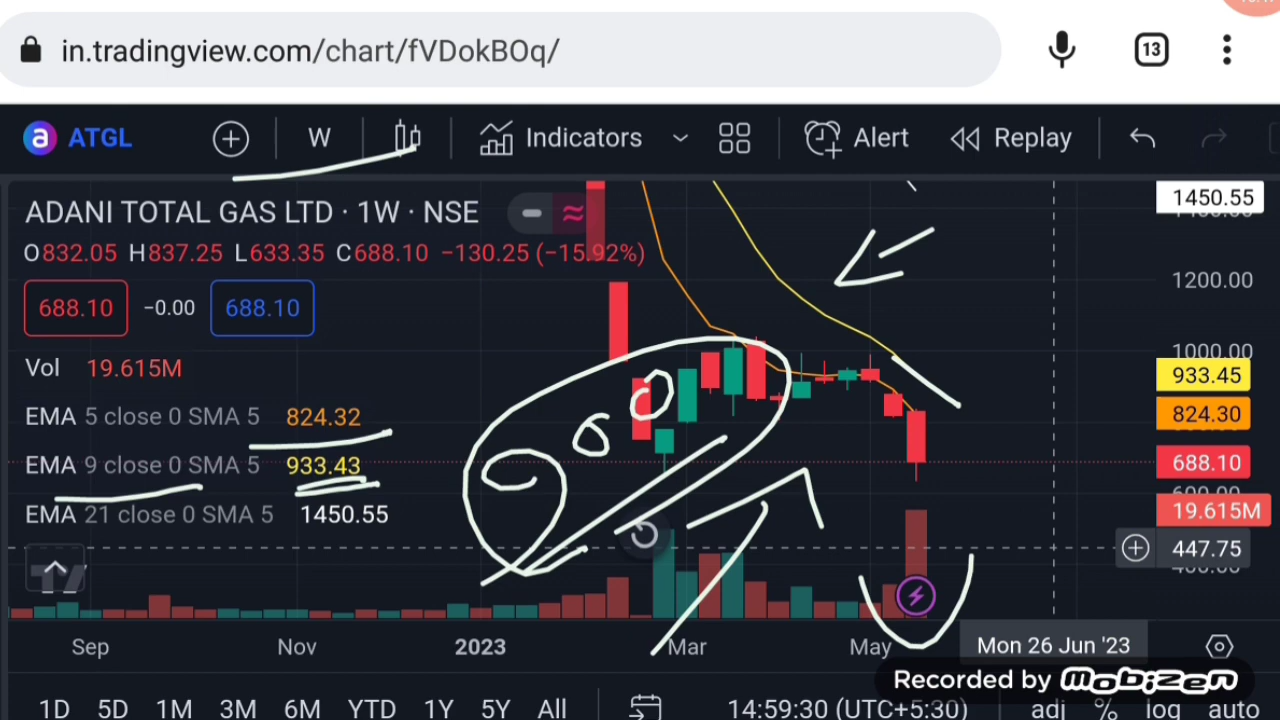 in.tradingview.com/chart/fVDokBOq/
13
a ATGL W Indicators Alert Replay
ADANI TOTAL GAS LTD · 1W · NSE
O832.05 H837.25 L633.35 C688.10 −130.25 (−15.92%)
688.10 −0.00 688.10
Vol 19.615M
EMA 5 close 0 SMA 5 824.32
EMA 9 close 0 SMA 5 933.43
EMA 21 close 0 SMA 5 1450.55
1450.55
1200.00
1000.00
933.45
824.30
688.10
19.615M
447.75
900
Sep Nov 2023 Mar May Mon 26 Jun '23
Recorded by mobizen
1D 5D 1M 3M 6M YTD 1Y 5Y All 14:59:30 (UTC+5:30) adj % log auto